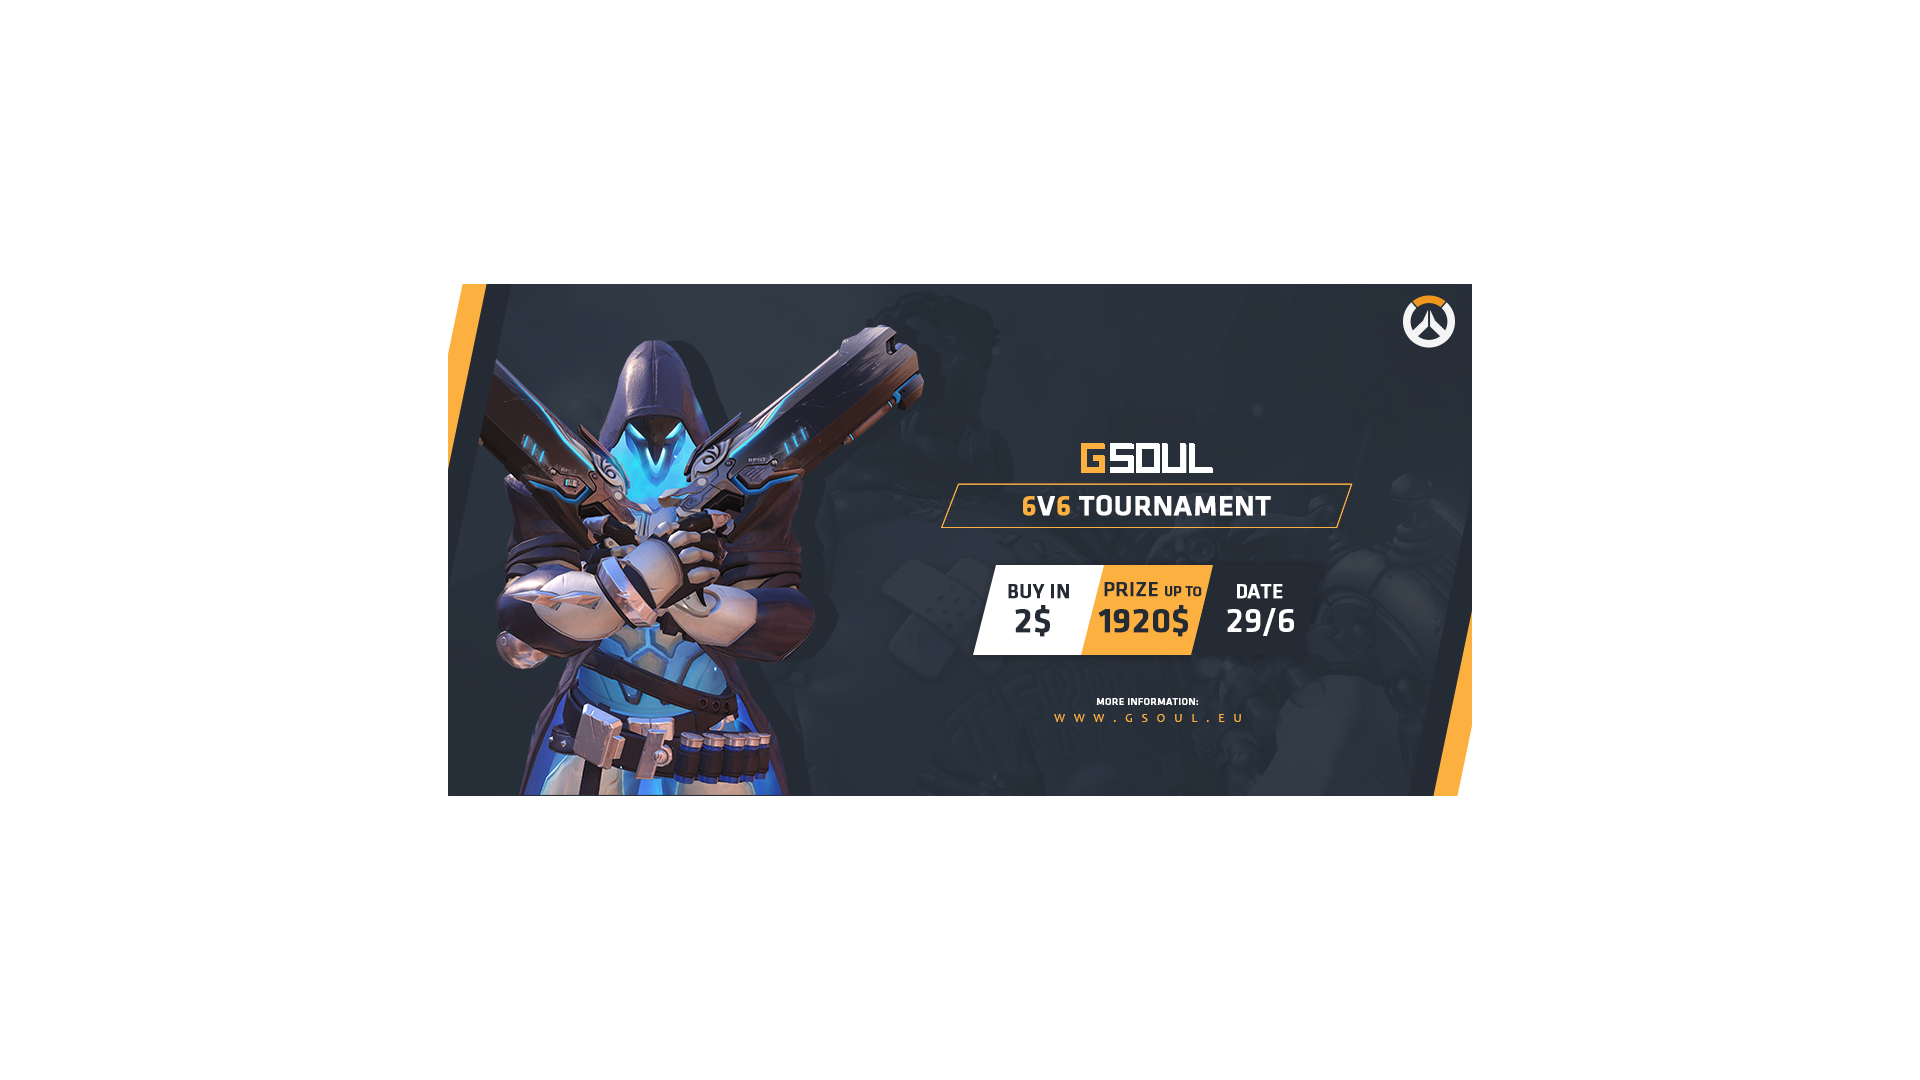 GSOUL
6V6 TOURNAMENT
BUY IN
2$
PRIZE UP TO
1920$
DATE
29/6
MORE INFORMATION:
WWW.GSOUL.EU